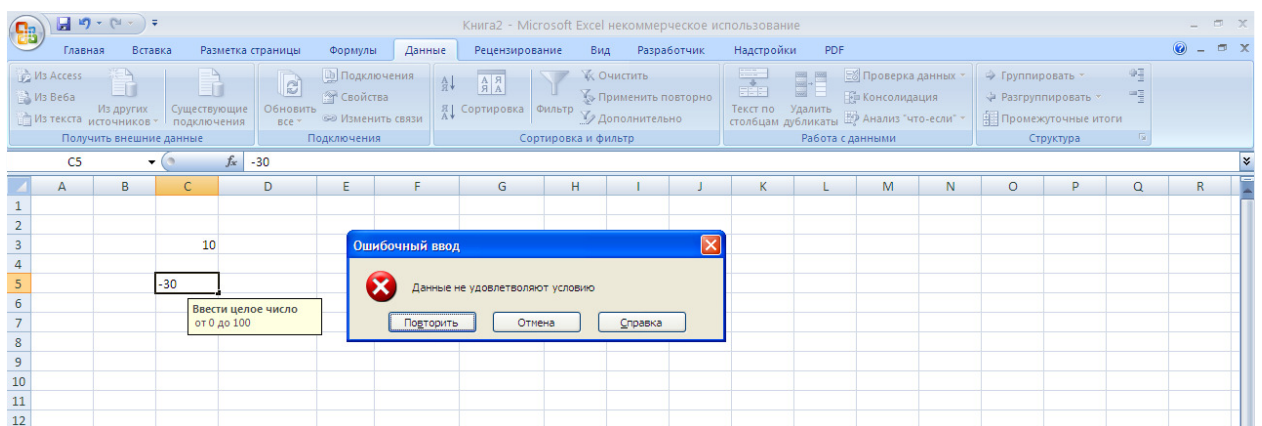 Книга2 - Microsoft Excel некоммерческое использование
Главная Вставка Разметка страницы Формулы Данные Рецензирование Вид Разработчик Надстройки PDF
Из Access
Из Веба
Из текста
Из других источников
Существующие подключения
Получить внешние данные
Обновить все
Подключения
Свойства
Изменить связи
Подключения
А Я
Я А
Сортировка
Фильтр
Очистить
Применить повторно
Дополнительно
Сортировка и фильтр
Текст по столбцам
Удалить дубликаты
Проверка данных
Консолидация
Анализ "что-если"
Работа с данными
Группировать
Разгруппировать
Промежуточные итоги
Структура
C5 fx -30
A B C D E F G H I J K L M N O P Q R
1
2
3 10
4
5 -30
6
7
8
9
10
11
12
Ввести целое число
от 0 до 100
Ошибочный ввод
Данные не удовлетволяют условию
Повторить Отмена Справка